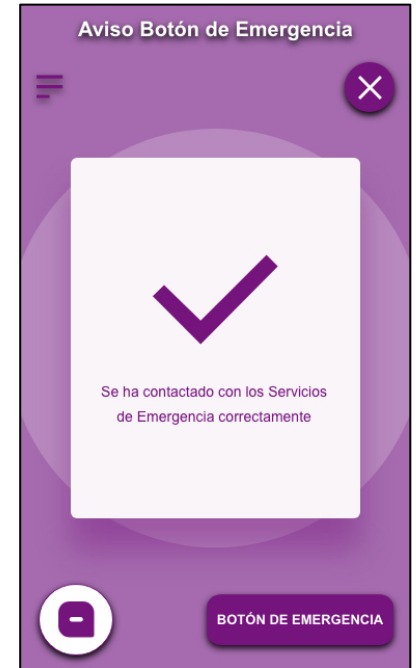 Aviso Botón de Emergencia
Se ha contactado con los Servicios
de Emergencia correctamente
BOTÓN DE EMERGENCIA